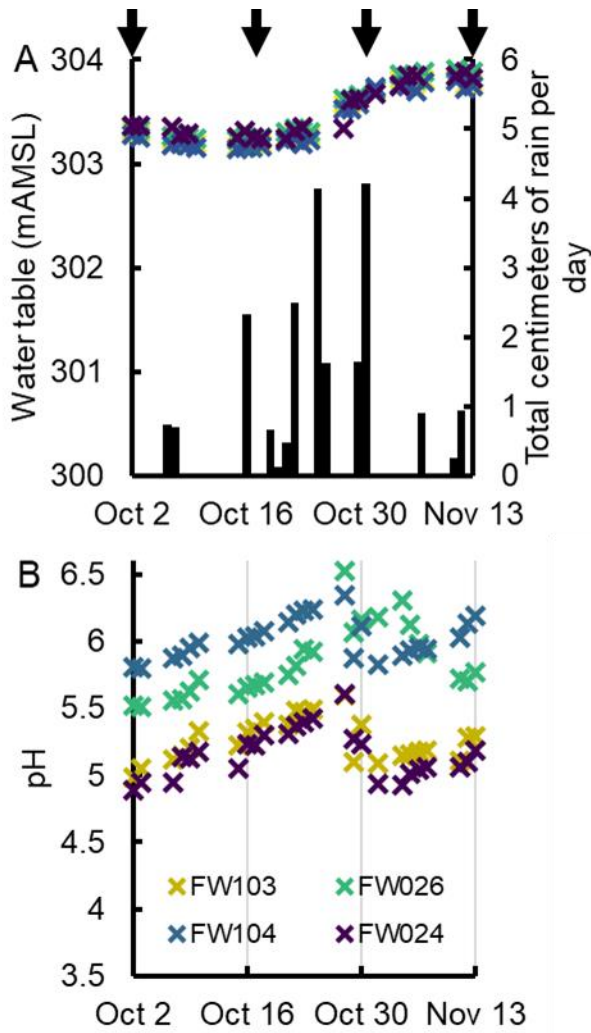 A
304
303
302
301
300
Water table (mAMSL)
6
5
4
3
2
1
0
Total centimeters of rain per
day
Oct 2 Oct 16 Oct 30 Nov 13
B
6.5
6
5.5
5
4.5
4
3.5
pH
FW103 FW026
FW104 FW024
Oct 2 Oct 16 Oct 30 Nov 13